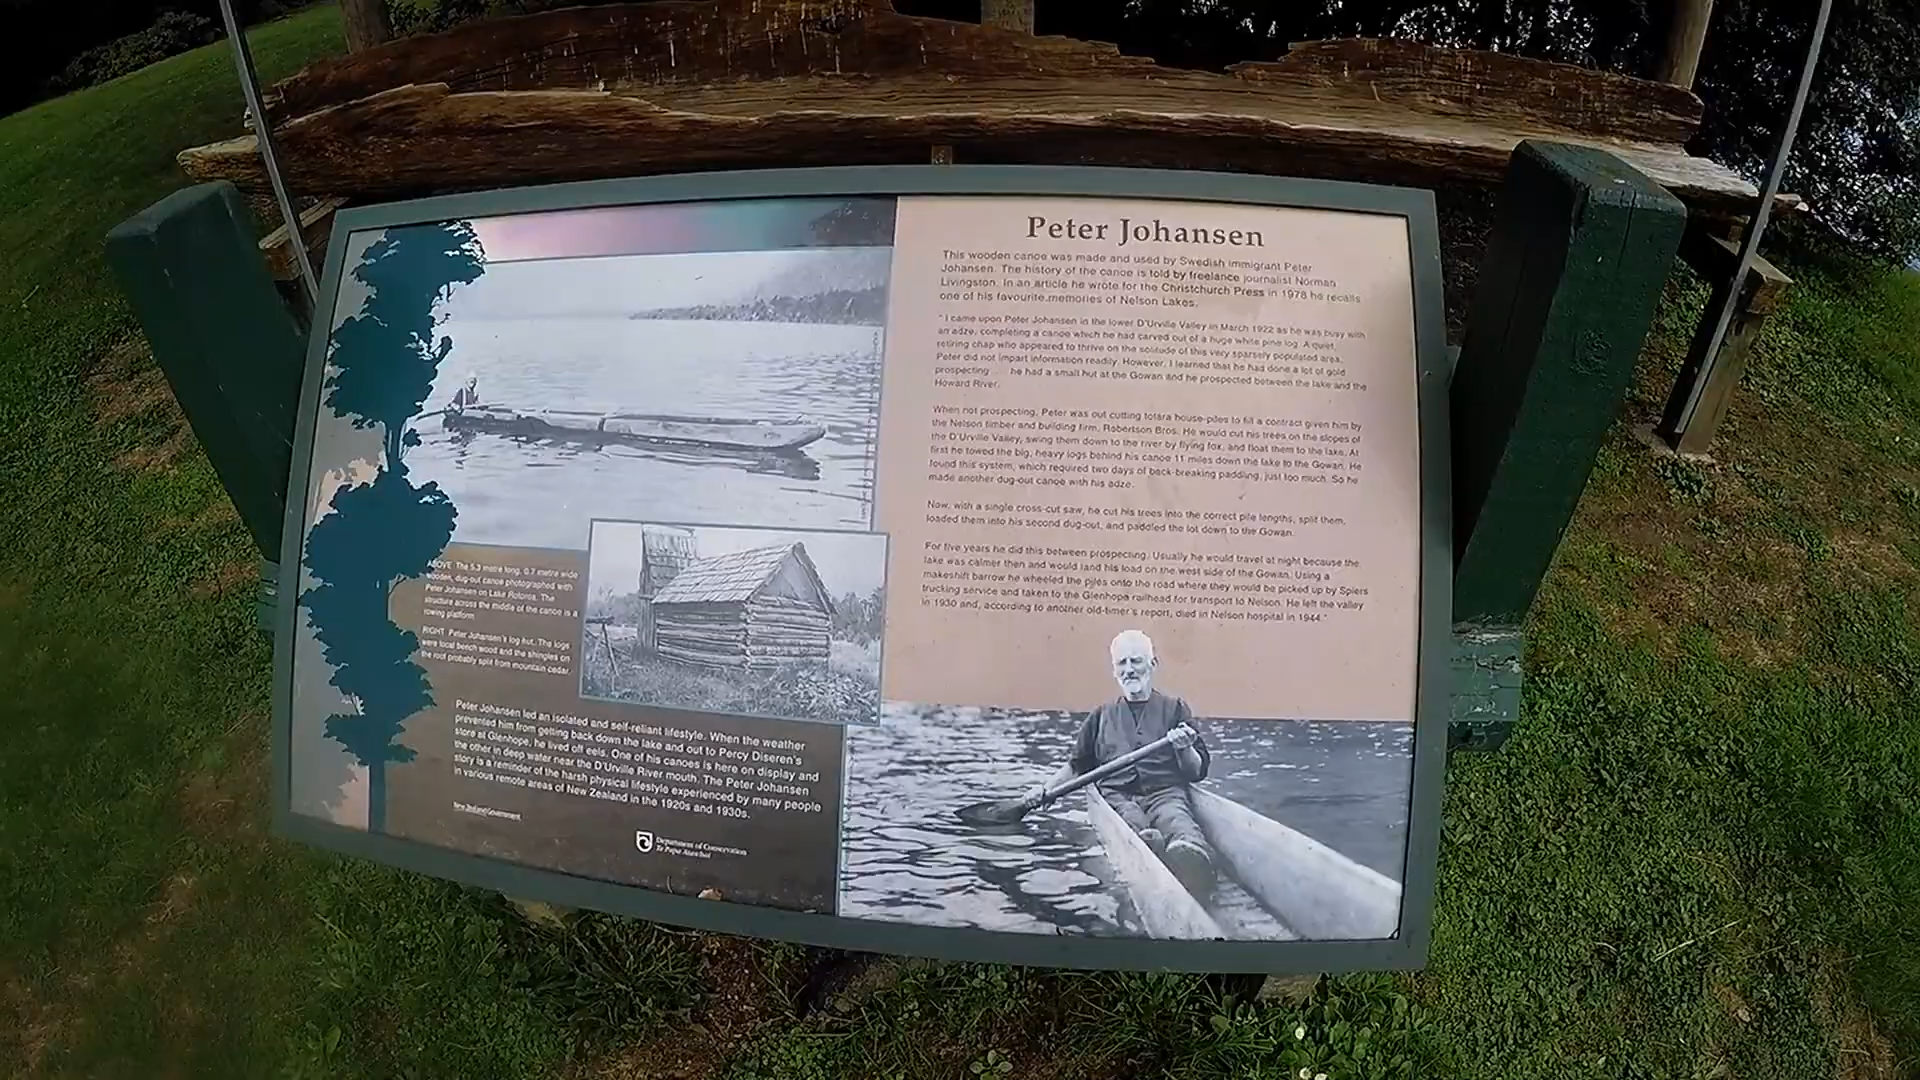 Peter Johansen
This wooden canoe was made and used by Swedish immigrant Peter
Johansen. The history of the canoe is told by freelance journalist Norman
Livingston. In an article he wrote for the Christchurch Press in 1978 he recalls
one of his favourite memories of Nelson Lakes.
" I came upon Peter Johansen in the lower D'Urville Valley in March 1922 as he was busy with
an adze, completing a canoe which he had carved out of a huge white pine log. A quiet,
retiring chap who appeared to thrive on the solitude of this very sparsely populated area.
Peter did not impart information readily. However, I learned that he had done a lot of gold
prospecting he had a small hut at the Gowan and he prospected between the lake and the
Howard River.
When not prospecting, Peter was out cutting totara house-piles to fill a contract given him by
the Nelson timber and building firm, Robertson Bros. He would cut his trees on the slopes of
the D'Urville Valley, swing them down to the river by flying fox, and float them to the lake. At
first he towed the big, heavy logs behind his canoe 11 miles down the lake to the Gowan. He
found this system, which required two days of back-breaking paddling, just too much. So he
made another dug-out canoe with his adze.
Now, with a single cross-cut saw, he cut his trees into the correct pile lengths, split them,
loaded them into his second dug-out, and paddled the lot down to the Gowan.
For five years he did this between prospecting. Usually he would travel at night because the
lake was calmer then and would land his load on the west side of the Gowan. Using a
makeshift barrow he wheeled the piles onto the road where they would be picked up by Spiers
trucking service and taken to the Glenhope railhead for transport to Nelson. He left the valley
in 1930 and, according to another old-timer's report, died in Nelson hospital in 1944."
ABOVE The 5.3 metre long, 0.7 metre wide
wooden, dug-out canoe photographed with
Peter Johansen on Lake Rotoroa. The
structure across the middle of the canoe is a
rowing platform.
RIGHT Peter Johansen's log hut. The logs
were local beech wood and the shingles on
the roof probably split from mountain cedar.
Peter Johansen led an isolated and self-reliant lifestyle. When the weather
prevented him from getting back down the lake and out to Percy Diseren's
store at Glenhope, he lived off eels. One of his canoes is here on display and
the other in deep water near the D'Urville River mouth. The Peter Johansen
story is a reminder of the harsh physical lifestyle experienced by many people
in various remote areas of New Zealand in the 1920s and 1930s.
New Zealand Government
Department of Conservation
Te Papa Atawhai